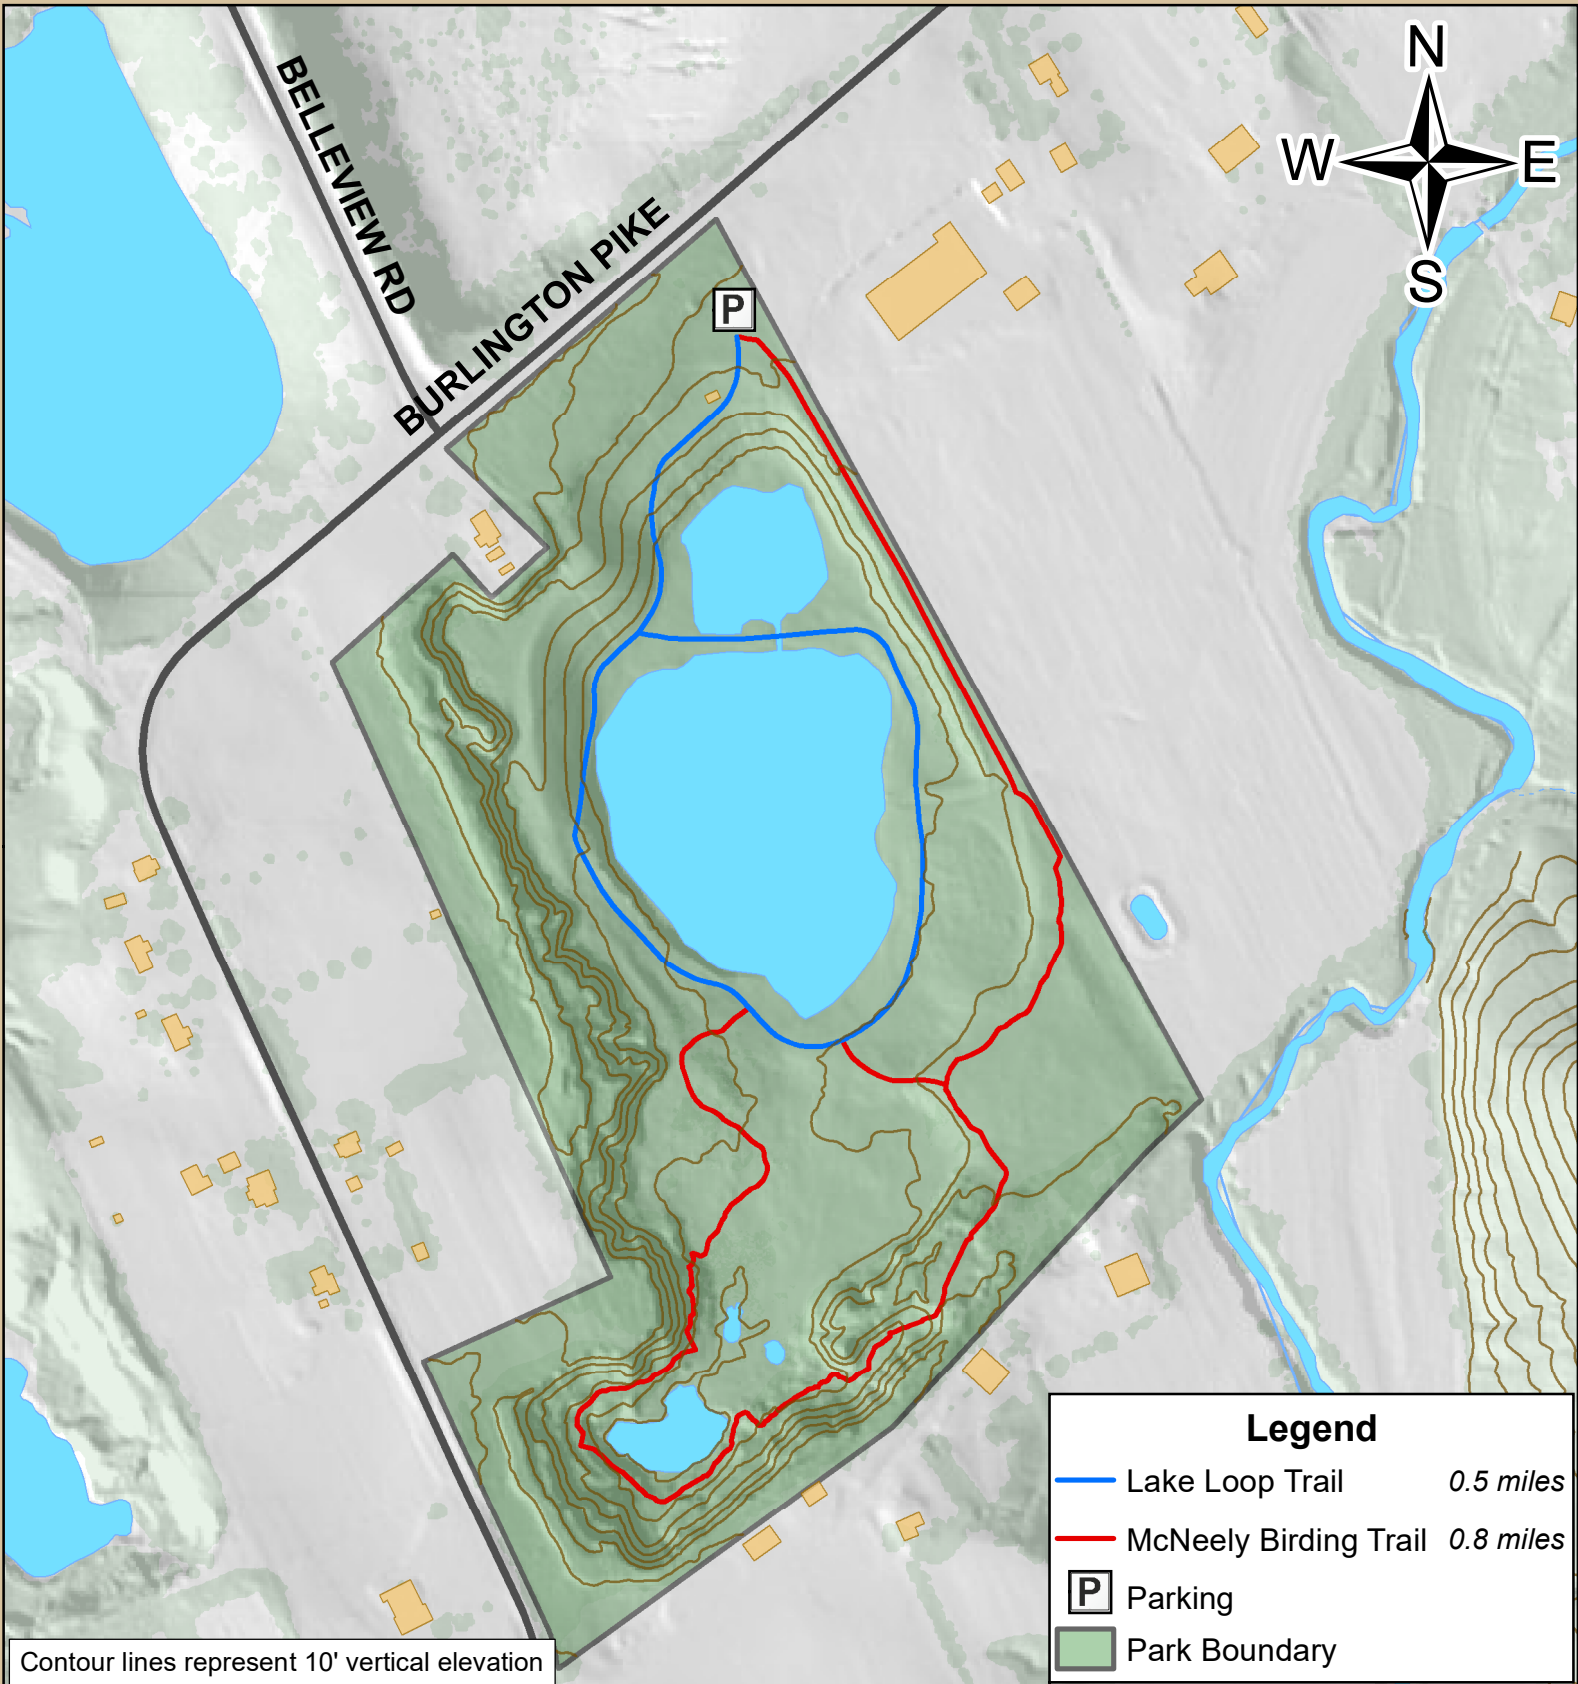 N
W E
S
BELLEVIEW RD
BURLINGTON PIKE
P
Legend
Lake Loop Trail 0.5 miles
McNeely Birding Trail 0.8 miles
P Parking
Park Boundary
Contour lines represent 10' vertical elevation